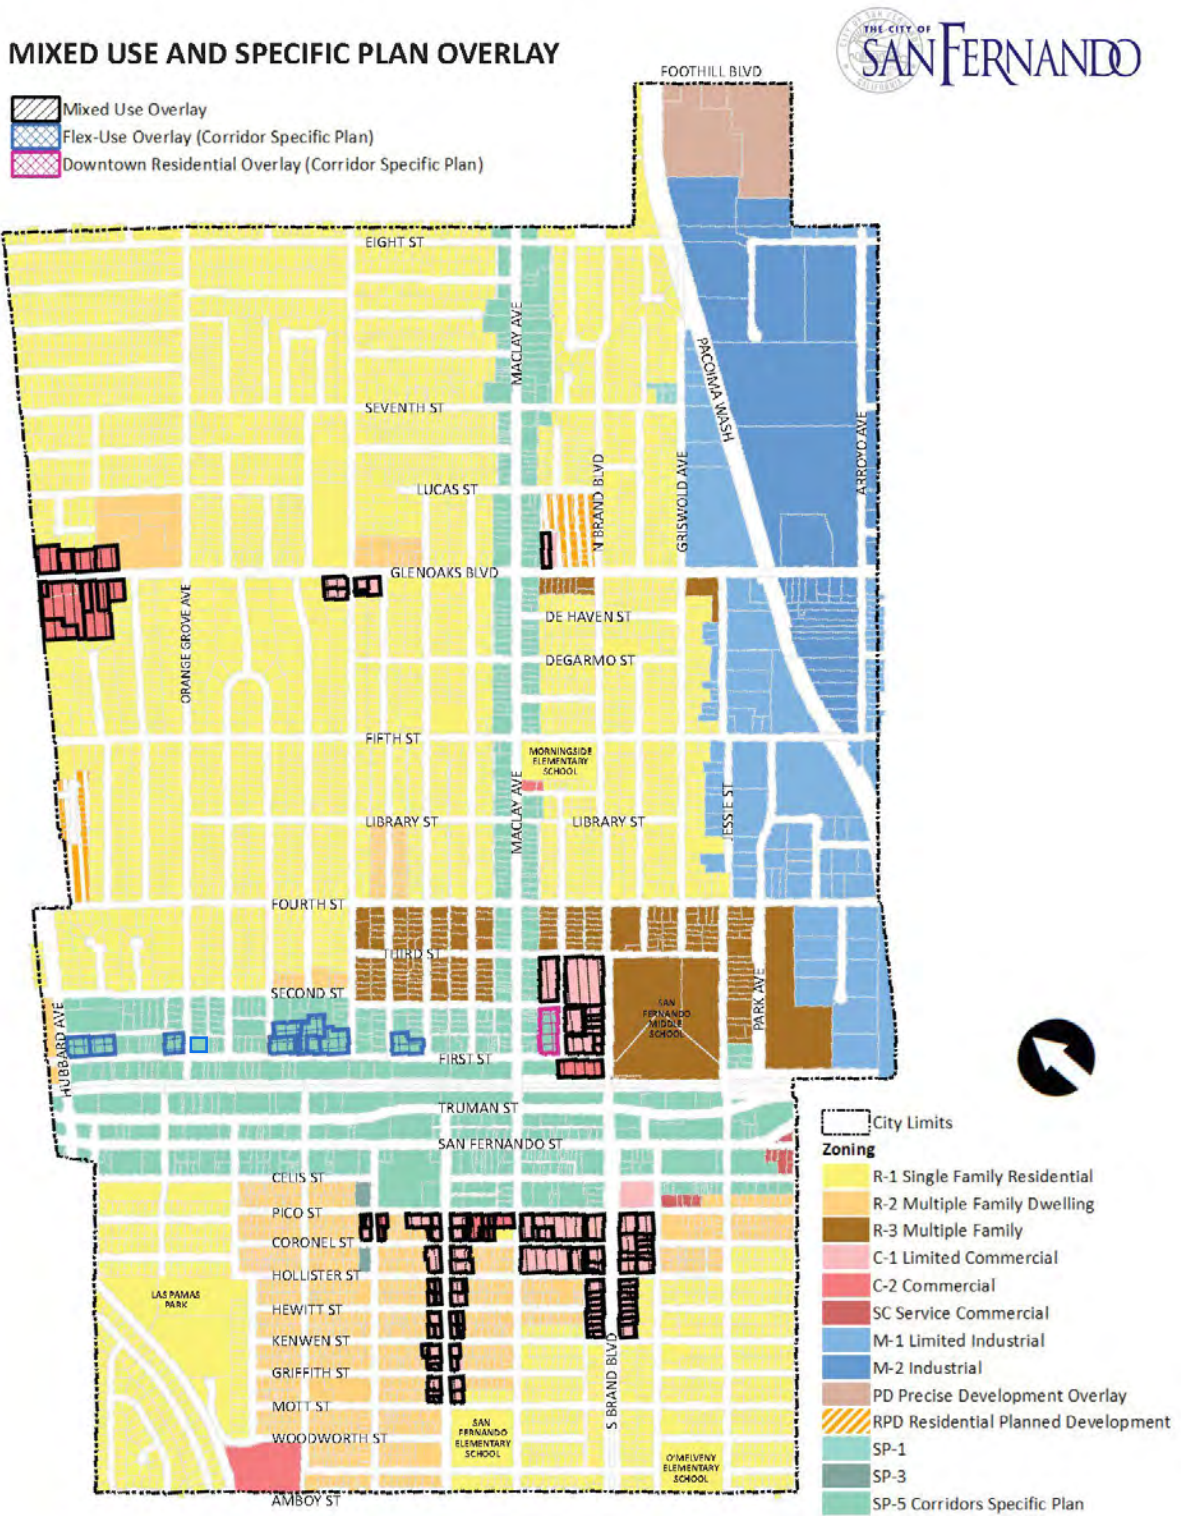 MIXED USE AND SPECIFIC PLAN OVERLAY
THE CITY OF
SAN FERNANDO
Mixed Use Overlay
Flex-Use Overlay (Corridor Specific Plan)
Downtown Residential Overlay (Corridor Specific Plan)
FOOTHILL BLVD
EIGHT ST
MACLAY AVE
PACOIMA WASH
SEVENTH ST
ARROYO AVE
N BRAND BLVD
GRISWOLD AVE
LUCAS ST
GLENOAKS BLVD
ORANGE GROVE AVE
DE HAVEN ST
DEGARMO ST
FIFTH ST
MORNINGSIDE
ELEMENTARY
SCHOOL
MACLAY AVE
JESSIE ST
LIBRARY ST
LIBRARY ST
FOURTH ST
THIRD ST
SECOND ST
PARK AVE
SAN
FERNANDO
MIDDLE
SCHOOL
HUBBARD AVE
FIRST ST
TRUMAN ST
SAN FERNANDO ST
CELIS ST
PICO ST
CORONEL ST
HOLLISTER ST
LAS PAMAS
PARK
HEWITT ST
KENWEN ST
GRIFFITH ST
S BRAND BLVD
MOTT ST
WOODWORTH ST
SAN
FERNANDO
ELEMENTARY
SCHOOL
O'MELVENY
ELEMENTARY
SCHOOL
AMBOY ST
City Limits
Zoning
R-1 Single Family Residential
R-2 Multiple Family Dwelling
R-3 Multiple Family
C-1 Limited Commercial
C-2 Commercial
SC Service Commercial
M-1 Limited Industrial
M-2 Industrial
PD Precise Development Overlay
RPD Residential Planned Development
SP-1
SP-3
SP-5 Corridors Specific Plan